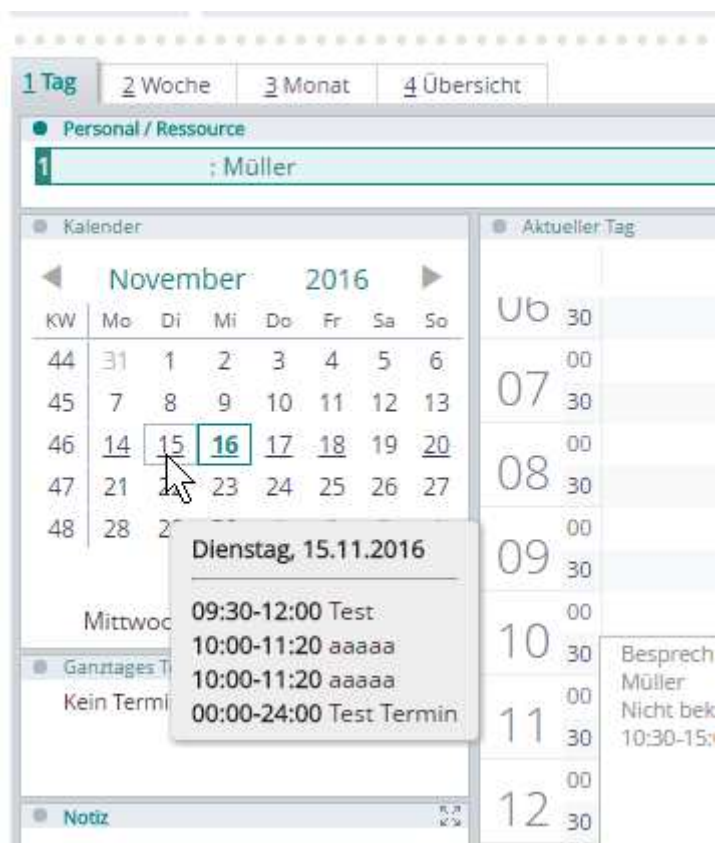 1 Tag 2 Woche 3 Monat 4 Übersicht
Personal / Ressource
1 : Müller
Kalender
November 2016
KW Mo Di Mi Do Fr Sa So
44 31 1 2 3 4 5 6
45 7 8 9 10 11 12 13
46 14 15 16 17 18 19 20
47 21 23 24 25 26 27
48 28
Dienstag, 15.11.2016
09:30-12:00 Test
10:00-11:20 aaaaa
10:00-11:20 aaaaa
00:00-24:00 Test Termin
Mittwoc
Ganztages T
Kein Termi
Notiz
Aktueller Tag
06 30
07 00
30
08 00
30
09 00
30
10 00
30
11 00
30
12 00
30
Besprech
Müller
Nicht bek
10:30-15: